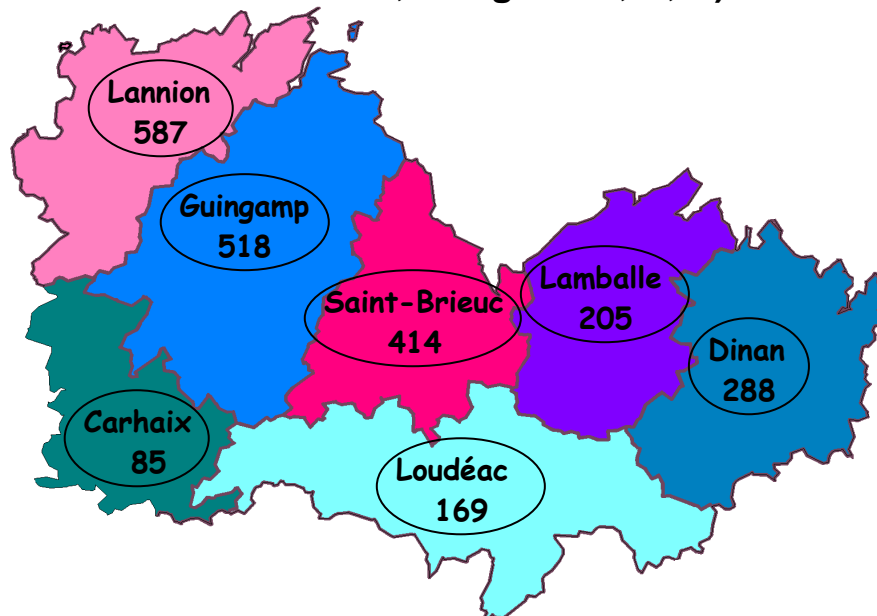 Lannion
587
Guingamp
518
Saint-Brieuc
414
Lamballe
205
Dinan
288
Carhaix
85
Loudéac
169